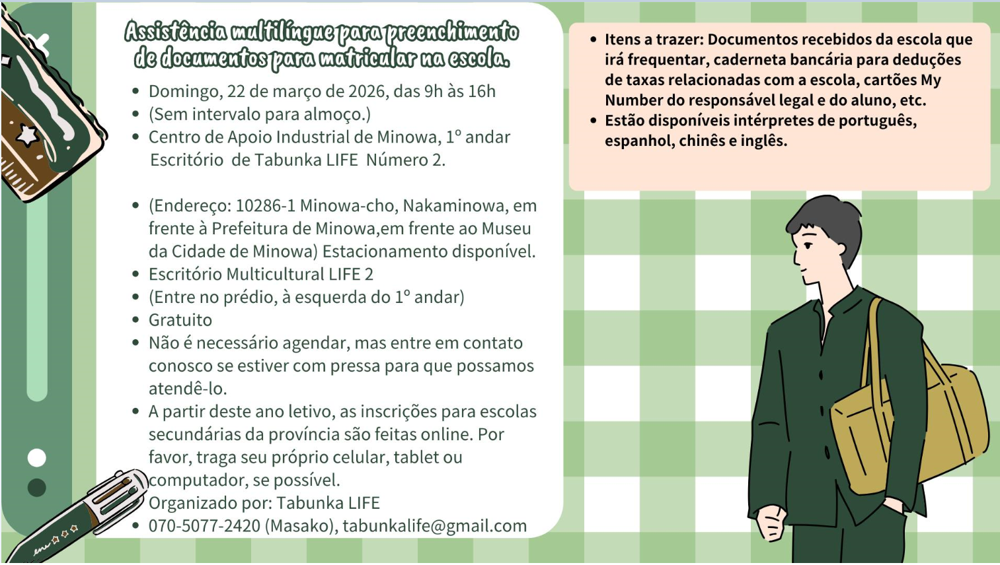 Assistência multilíngue para preenchimento
de documentos para matricular na escola.
• Domingo, 22 de março de 2026, das 9h às 16h
• (Sem intervalo para almoço.)
• Centro de Apoio Industrial de Minowa, 1º andar
Escritório de Tabunka LIFE Número 2.
• (Endereço: 10286-1 Minowa-cho, Nakaminowa, em
frente à Prefeitura de Minowa,em frente ao Museu
da Cidade de Minowa) Estacionamento disponível.
• Escritório Multicultural LIFE 2
• (Entre no prédio, à esquerda do 1º andar)
• Gratuito
• Não é necessário agendar, mas entre em contato
conosco se estiver com pressa para que possamos
atendê-lo.
• A partir deste ano letivo, as inscrições para escolas
secundárias da província são feitas online. Por
favor, traga seu próprio celular, tablet ou
computador, se possível.
Organizado por: Tabunka LIFE
• 070-5077-2420 (Masako), tabunkalife@gmail.com
• Itens a trazer: Documentos recebidos da escola que
irá frequentar, caderneta bancária para deduções
de taxas relacionadas com a escola, cartões My
Number do responsável legal e do aluno, etc.
• Estão disponíveis intérpretes de português,
espanhol, chinês e inglês.